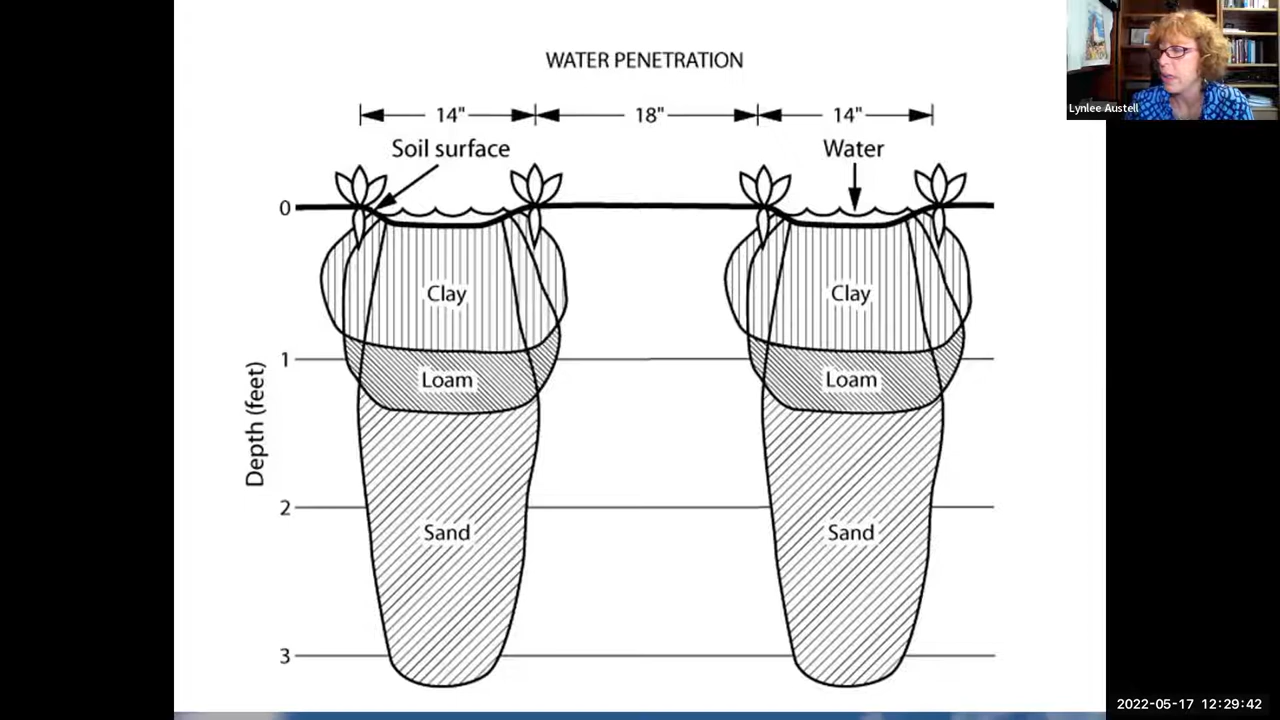 WATER PENETRATION
14" 18" 14"
Soil surface Water
0
Clay Clay
1
Loam Loam
Depth (feet)
2
Sand Sand
3
Lynlee Austell
2022-05-17 12:29:42